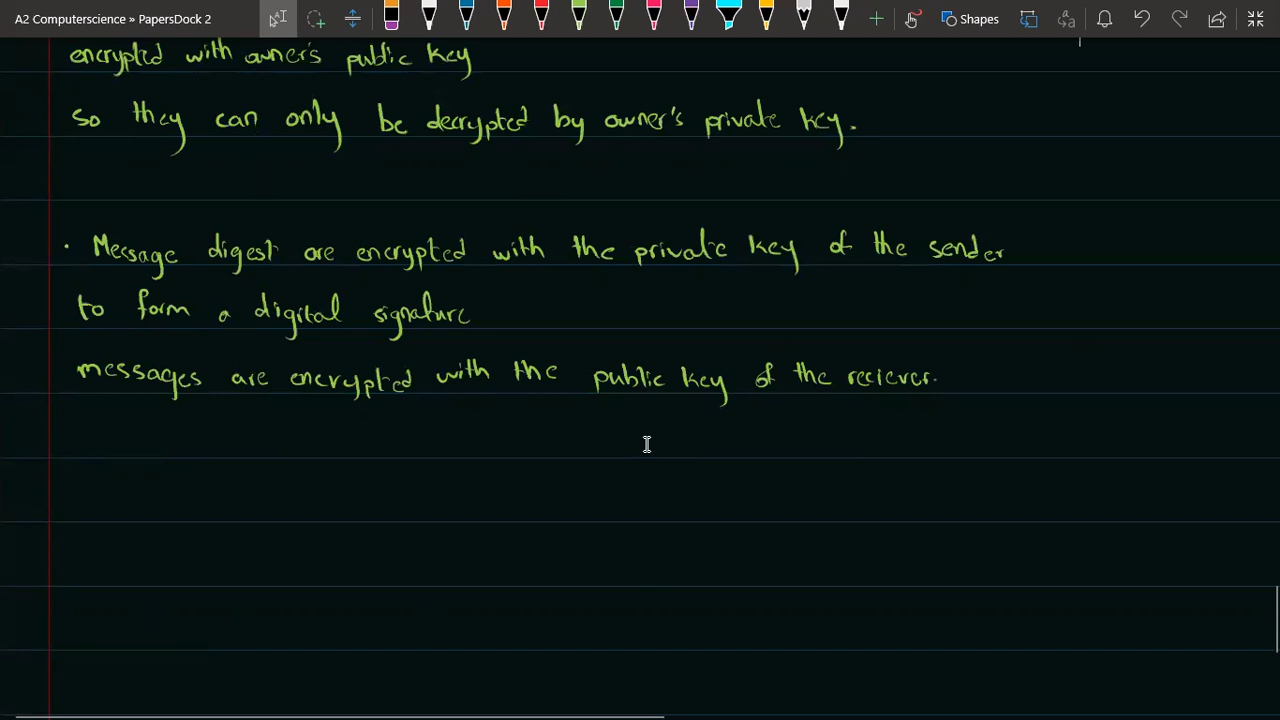 A2 Computerscience » PapersDock 2
Shapes
encrypted with owner's public key
so they can only be decrypted by owner's private key.
• Message digest are encrypted with the private key of the sender
to form a digital signature
messages are encrypted with the public key of the reciever.